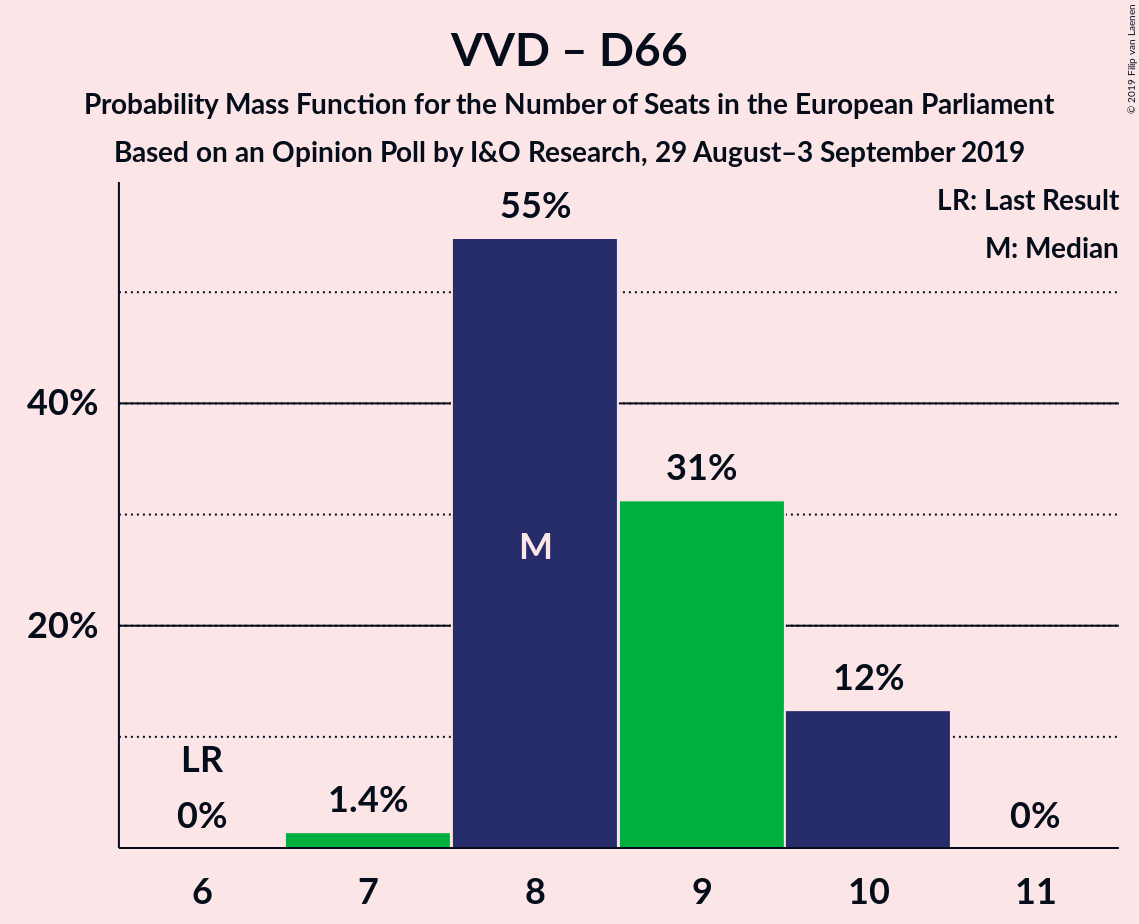 VVD – D66
Probability Mass Function for the Number of Seats in the European Parliament
Based on an Opinion Poll by I&O Research, 29 August–3 September 2019
© 2019 Filip van Laenen
LR: Last Result
M: Median
55%
40%
31%
M
20%
12%
LR
0%
1.4%
0%
6 7 8 9 10 11